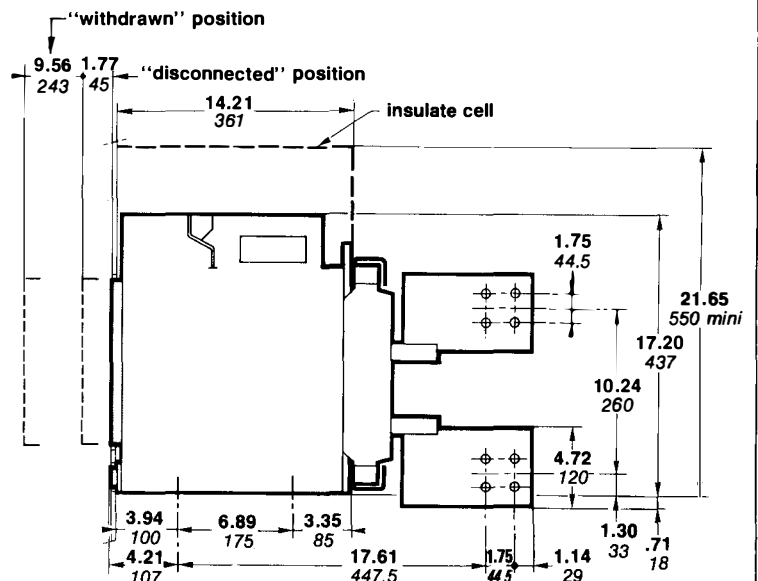 “withdrawn” position
9.56 1.77
243 45
“disconnected” position
14.21
361
insulate cell
1.75
44.5
21.65
550 mini
17.20
437
10.24
260
4.72
120
3.94 6.89 3.35
100 175 85
1.30
33
.71
18
4.21 17.61 1.75 1.14
107 447.5 44.5 29